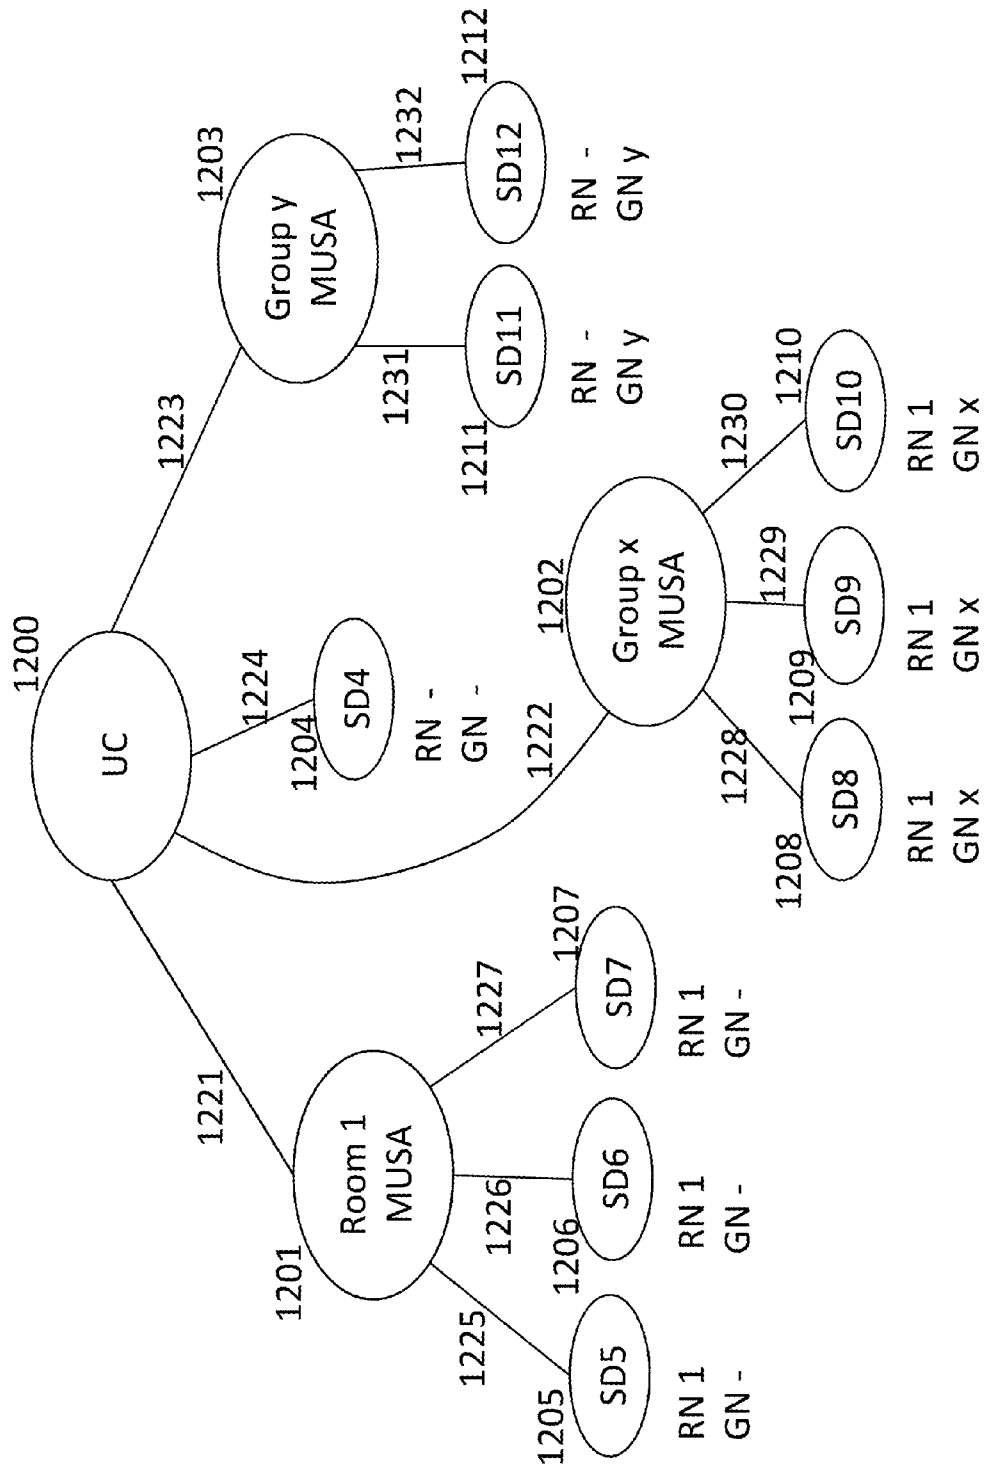 1200
UC
1221
1223
1224
1222
1201
Room 1
MUSA
1204
SD4
RN -
GN -
1203
Group y
MUSA
1225
1226
1227
1231
1232
1205
SD5
RN 1
GN -
1206
SD6
RN 1
GN -
1207
SD7
RN 1
GN -
1202
Group x
MUSA
1211
SD11
RN -
GN y
1212
SD12
RN -
GN y
1228
1229
1230
1208
SD8
RN 1
GN x
1209
SD9
RN 1
GN x
1210
SD10
RN 1
GN x